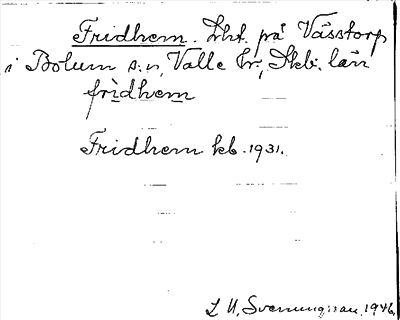 Fridhem. Lht. på Vässtorp
i Bolum s:n, Valle hr, Skb. län
fridhem
Fridhem kb. 1931.
L U, Svenungsson, 1946.